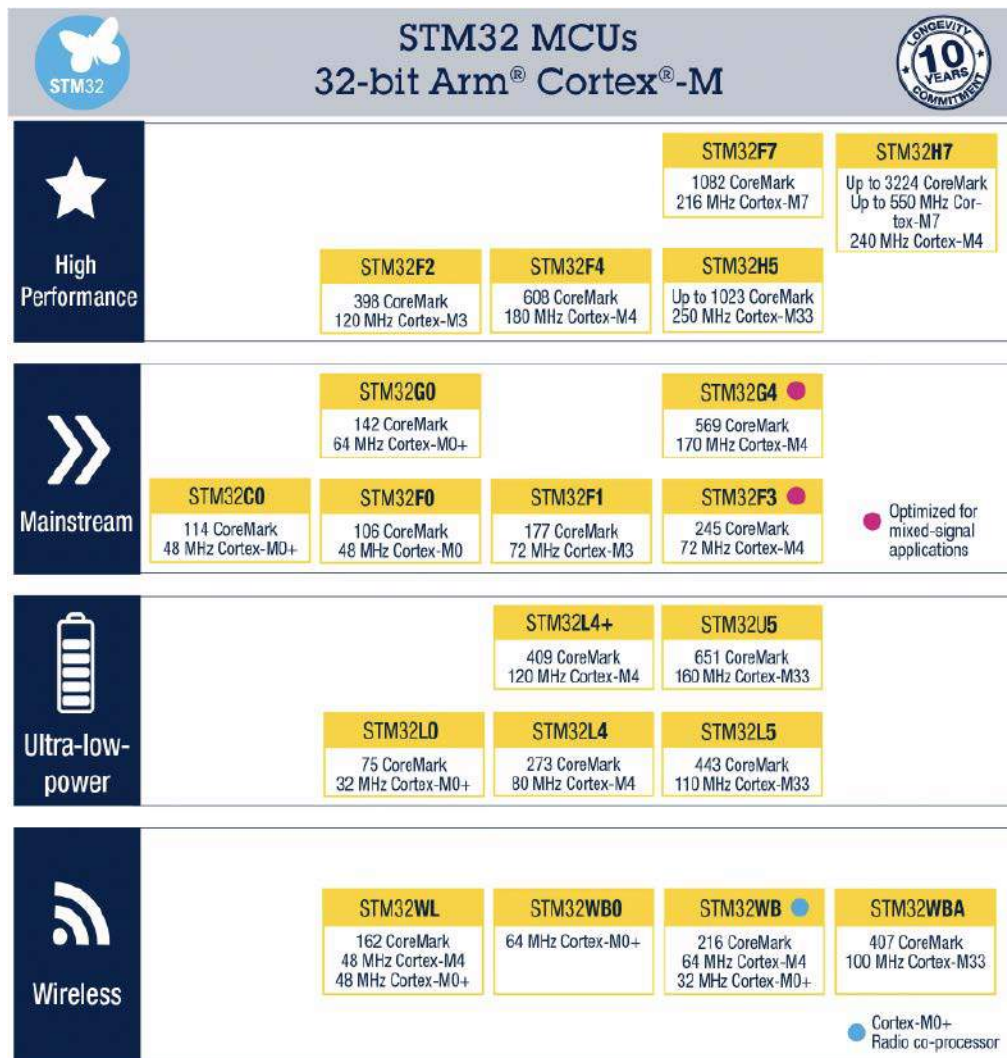 STM32
STM32 MCUs
32-bit Arm® Cortex®-M
LONGEVITY
10
YEARS
COMMITMENT
High
Performance
STM32F7
1082 CoreMark
216 MHz Cortex-M7
STM32H7
Up to 3224 CoreMark
Up to 550 MHz Cor-
tex-M7
240 MHz Cortex-M4
STM32F2
398 CoreMark
120 MHz Cortex-M3
STM32F4
608 CoreMark
180 MHz Cortex-M4
STM32H5
Up to 1023 CoreMark
250 MHz Cortex-M33
Mainstream
STM32G0
142 CoreMark
64 MHz Cortex-M0+
STM32G4
569 CoreMark
170 MHz Cortex-M4
STM32C0
114 CoreMark
48 MHz Cortex-M0+
STM32F0
106 CoreMark
48 MHz Cortex-M0
STM32F1
177 CoreMark
72 MHz Cortex-M3
STM32F3
245 CoreMark
72 MHz Cortex-M4
Optimized for
mixed-signal
applications
Ultra-low-
power
STM32L4+
409 CoreMark
120 MHz Cortex-M4
STM32U5
651 CoreMark
160 MHz Cortex-M33
STM32L0
75 CoreMark
32 MHz Cortex-M0+
STM32L4
273 CoreMark
80 MHz Cortex-M4
STM32L5
443 CoreMark
110 MHz Cortex-M33
Wireless
STM32WL
162 CoreMark
48 MHz Cortex-M4
48 MHz Cortex-M0+
STM32WB0
64 MHz Cortex-M0+
STM32WB
216 CoreMark
64 MHz Cortex-M4
32 MHz Cortex-M0+
STM32WBA
407 CoreMark
100 MHz Cortex-M33
Cortex-M0+
Radio co-processor